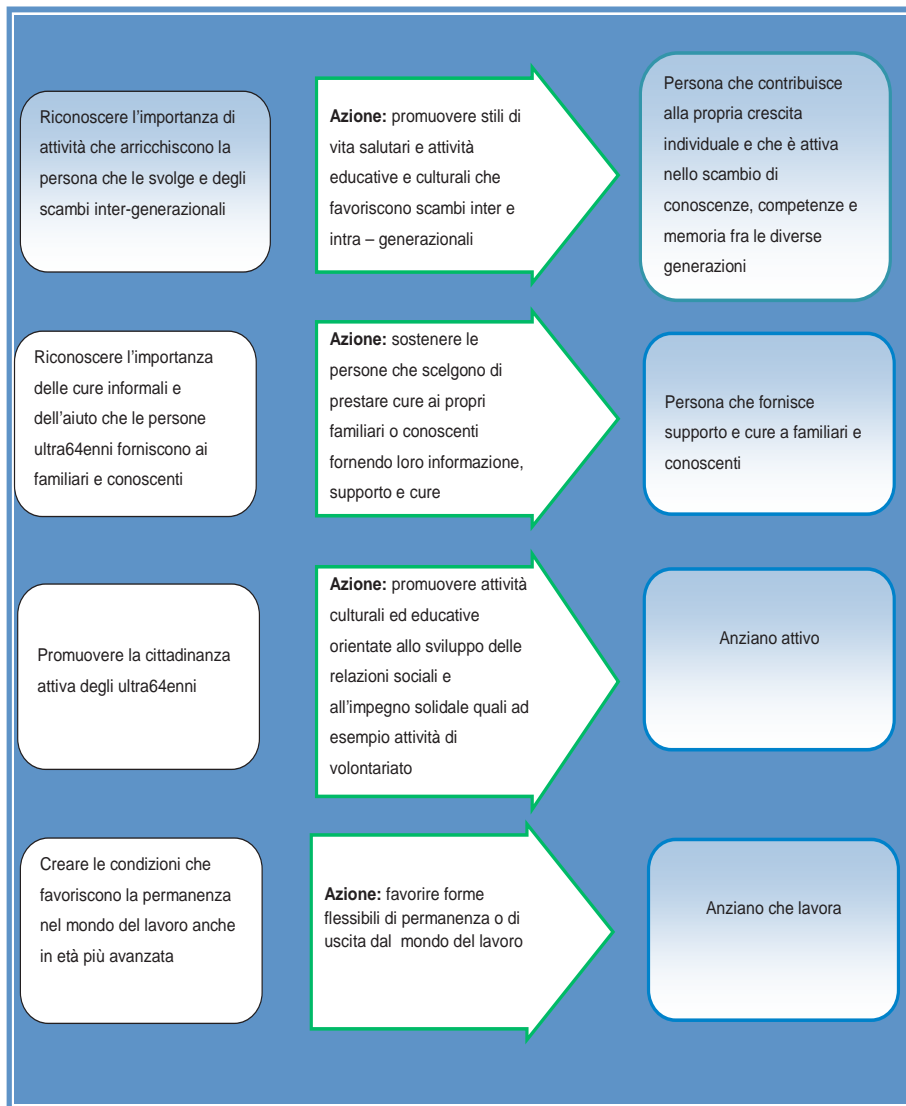 Riconoscere l'importanza di
attività che arricchiscono la
persona che le svolge e degli
scambi inter-generazionali
Azione: promuovere stili di
vita salutari e attività
educative e culturali che
favoriscono scambi inter e
intra – generazionali
Persona che contribuisce
alla propria crescita
individuale e che è attiva
nello scambio di
conoscenze, competenze e
memoria fra le diverse
generazioni
Riconoscere l'importanza
delle cure informali e
dell'aiuto che le persone
ultra64enni forniscono ai
familiari e conoscenti
Azione: sostenere le
persone che scelgono di
prestare cure ai propri
familiari o conoscenti
fornendo loro informazione,
supporto e cure
Persona che fornisce
supporto e cure a familiari e
conoscenti
Promuovere la cittadinanza
attiva degli ultra64enni
Azione: promuovere attività
culturali ed educative
orientate allo sviluppo delle
relazioni sociali e
all'impegno solidale quali ad
esempio attività di
volontariato
Anziano attivo
Creare le condizioni che
favoriscono la permanenza
nel mondo del lavoro anche
in età più avanzata
Azione: favorire forme
flessibili di permanenza o di
uscita dal mondo del lavoro
Anziano che lavora